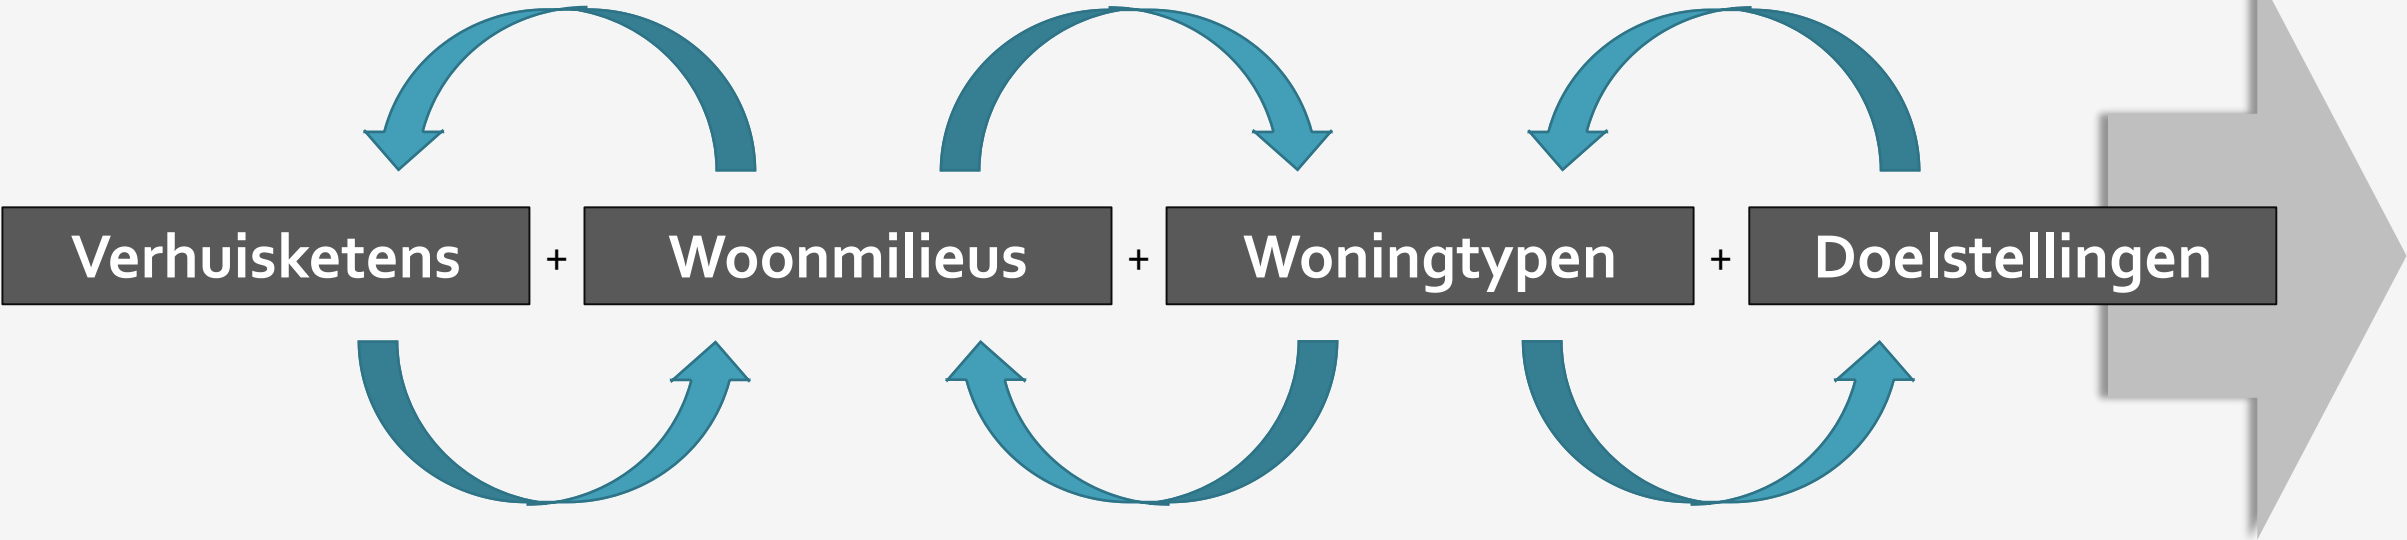 Verhuisketens + Woonmilieus + Woningtypen + Doelstellingen